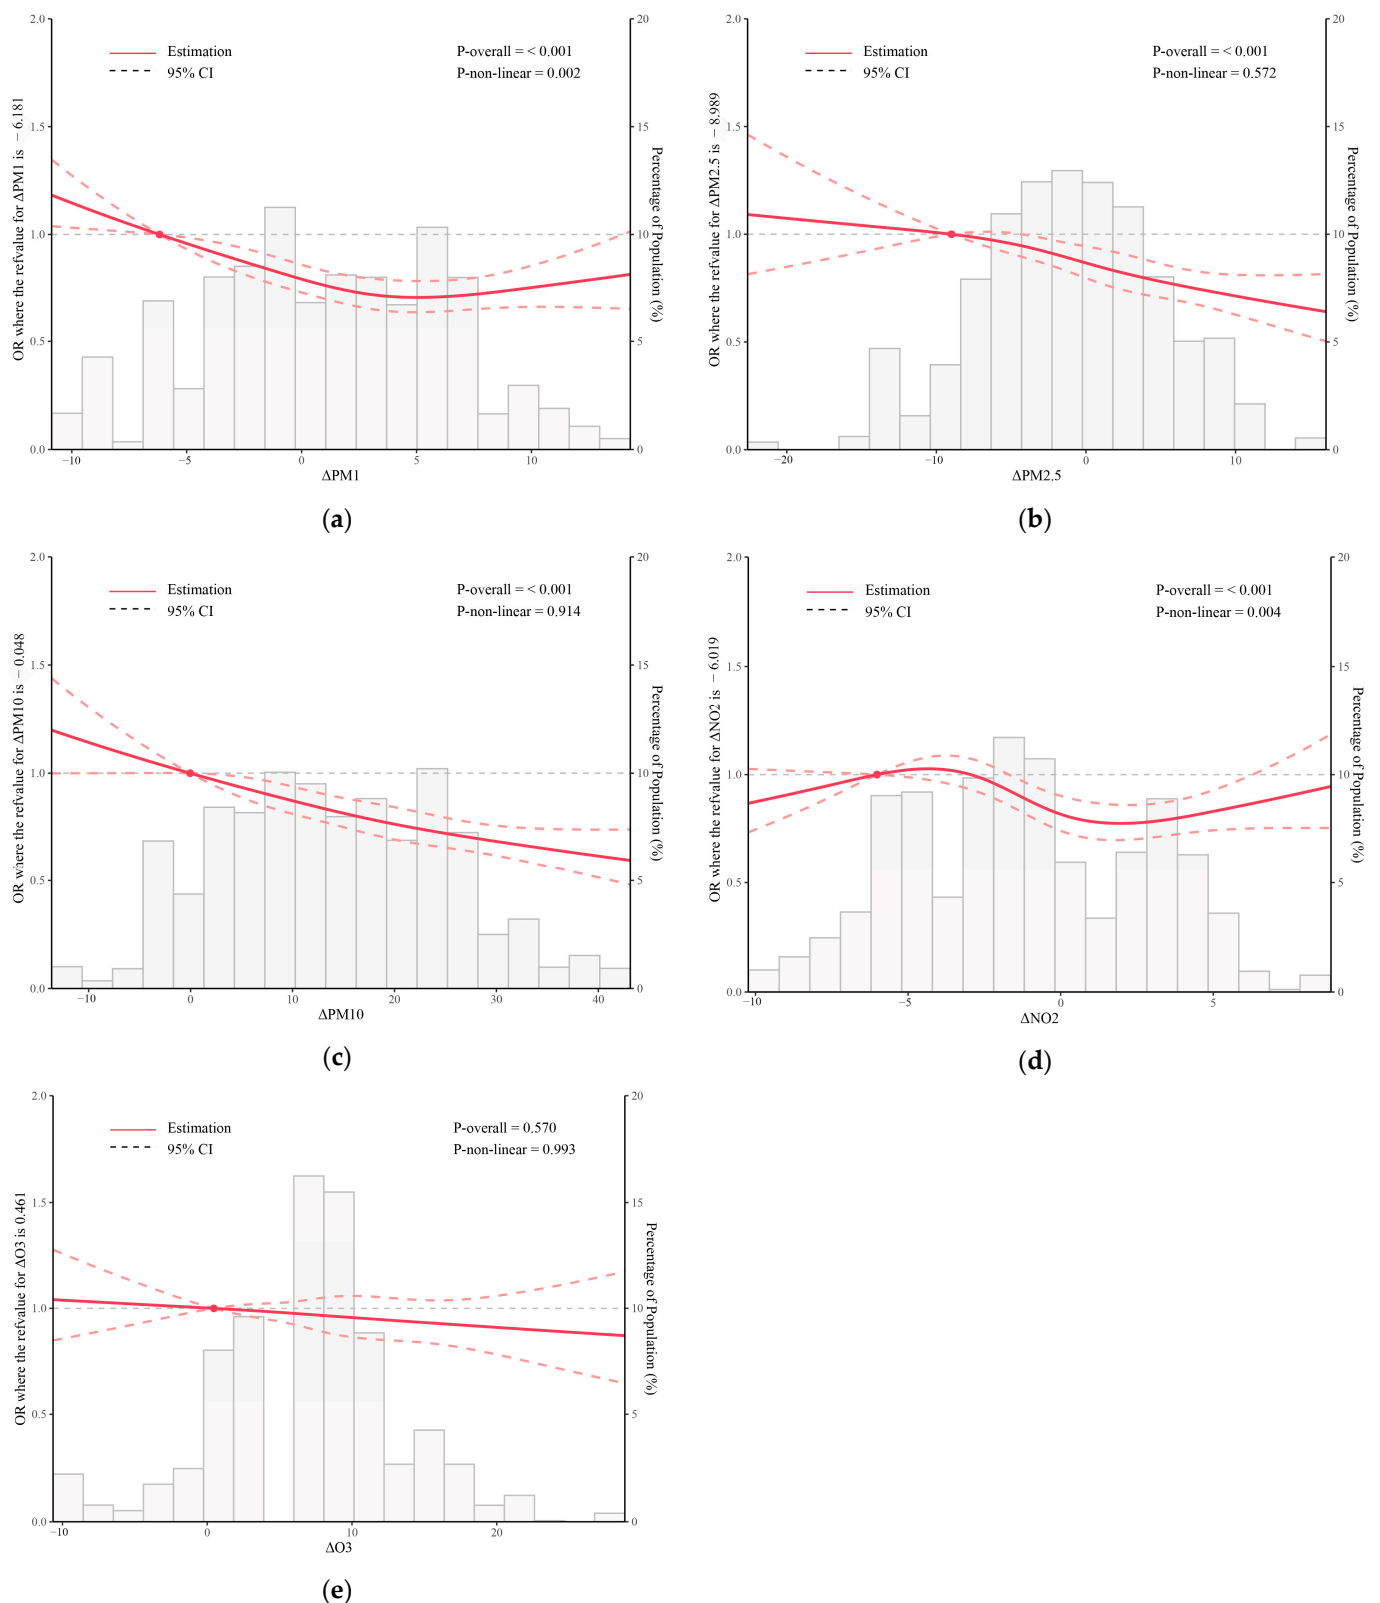 2.0
1.5
1.0
0.5
0.0
20
15
10
5
0
Estimation
95% CI
P-overall = < 0.001
P-non-linear = 0.002
OR where the refvalue for ΔPM1 is − 6.181
Percentage of Population (%)
−10
−5
0
5
10
ΔPM1
(a)
2.0
1.5
1.0
0.5
0.0
20
15
10
5
0
Estimation
95% CI
P-overall = < 0.001
P-non-linear = 0.572
OR where the refvalue for ΔPM2.5 is − 8.989
Percentage of Population (%)
−20
−10
0
10
ΔPM2.5
(b)
2.0
1.5
1.0
0.5
0.0
20
15
10
5
0
Estimation
95% CI
P-overall = < 0.001
P-non-linear = 0.914
OR where the refvalue for ΔPM10 is − 0.048
Percentage of Population (%)
−10
0
10
20
30
40
ΔPM10
(c)
2.0
1.5
1.0
0.5
0.0
20
15
10
5
0
Estimation
95% CI
P-overall = < 0.001
P-non-linear = 0.004
OR where the refvalue for ΔNO2 is − 6.019
Percentage of Population (%)
−10
−5
0
5
ΔNO2
(d)
2.0
1.5
1.0
0.5
0.0
20
15
10
5
0
Estimation
95% CI
P-overall = 0.570
P-non-linear = 0.993
OR where the refvalue for ΔO3 is 0.461
Percentage of Population (%)
−10
0
10
20
ΔO3
(e)